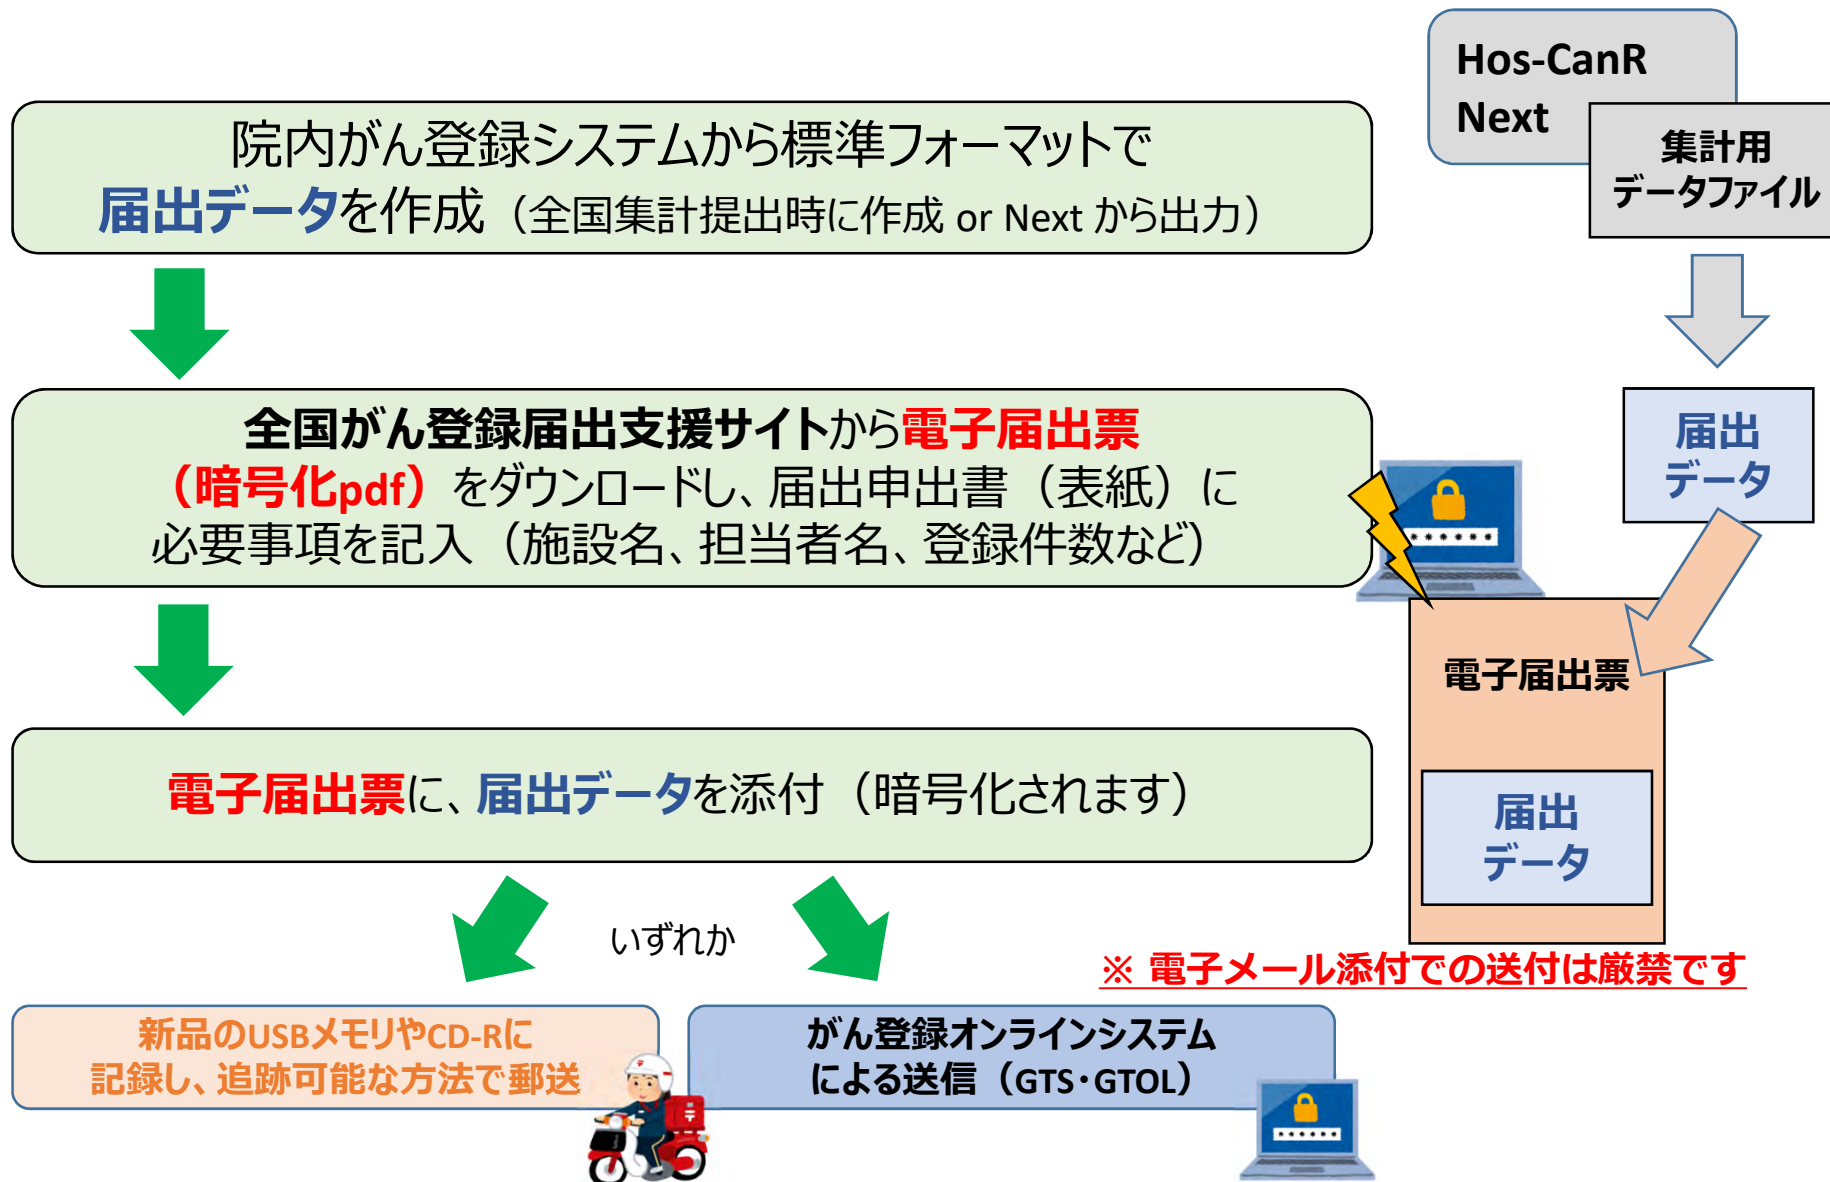 院内がん登録システムから標準フォーマットで
届出データを作成（全国集計提出時に作成 or Next から出力）
全国がん登録届出支援サイトから電子届出票
（暗号化pdf）をダウンロードし、届出申出書（表紙）に
必要事項を記入（施設名、担当者名、登録件数など）
電子届出票に、届出データを添付（暗号化されます）
いずれか
新品のUSBメモリやCD-Rに
記録し、追跡可能な方法で郵送
がん登録オンラインシステム
による送信（GTS・GTOL）
Hos-CanR
Next
集計用
データファイル
届出
データ
電子届出票
届出
データ
※ 電子メール添付での送付は厳禁です